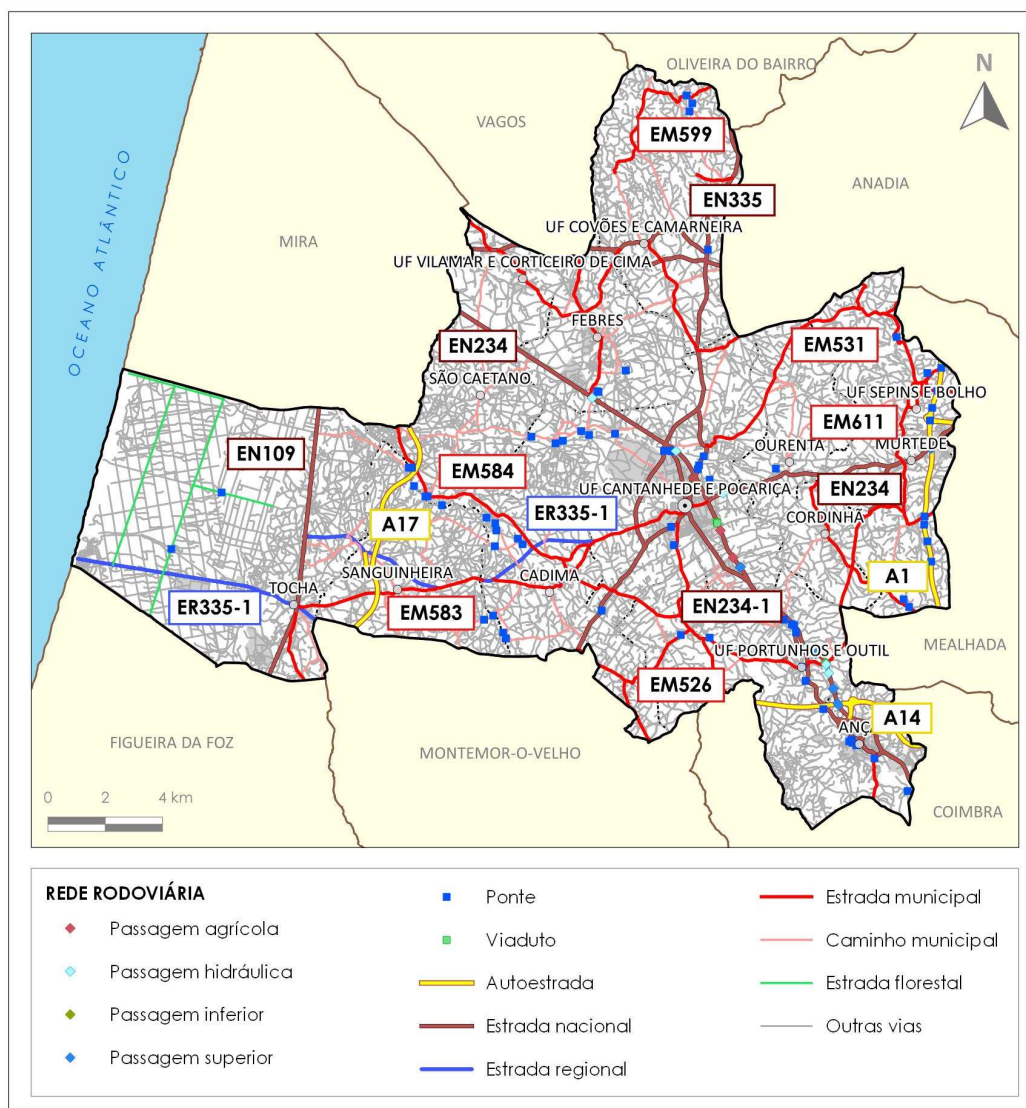 OLIVEIRA DO BAIRRO
N
VAGOS
EM599
ANADIA
OCEANO ATLÂNTICO
EN335
UF COVÕES E CAMARNEIRA
MIRA
UF VILAMAR E CORTICEIRO DE CIMA
FEBRES
EN234
EM531
SÃO CAETANO
UF SEPINS E BOLHO
EM611
EN109
OURENTA
MURTEDE
EM584
EN234
UF CANTANHEDE E POCARIÇA
ER335-1
CORDINHÃ
A17
SANGUINHEIRA
CADIMA
A1
ER335-1
TOCHA
EM583
EN234-1
MEALHADA
UF PORTUNHOS E OUTIL
EM526
A14
ANÇÃ
FIGUEIRA DA FOZ
MONTEMOR-O-VELHO
COIMBRA
0 2 4 km
REDE RODOVIÁRIA
Passagem agrícola
Passagem hidráulica
Passagem inferior
Passagem superior
Ponte
Viaduto
Autoestrada
Estrada nacional
Estrada regional
Estrada municipal
Caminho municipal
Estrada florestal
Outras vias